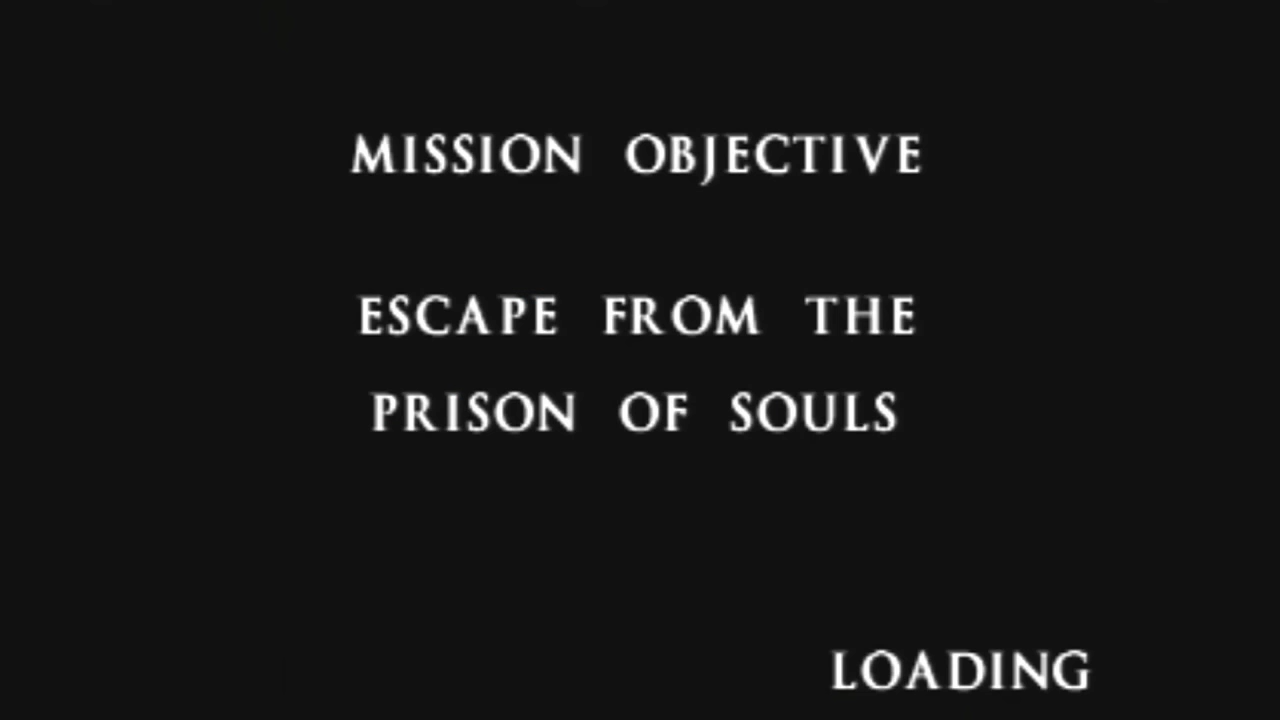 MISSION OBJECTIVE
ESCAPE FROM THE
PRISON OF SOULS
LOADING